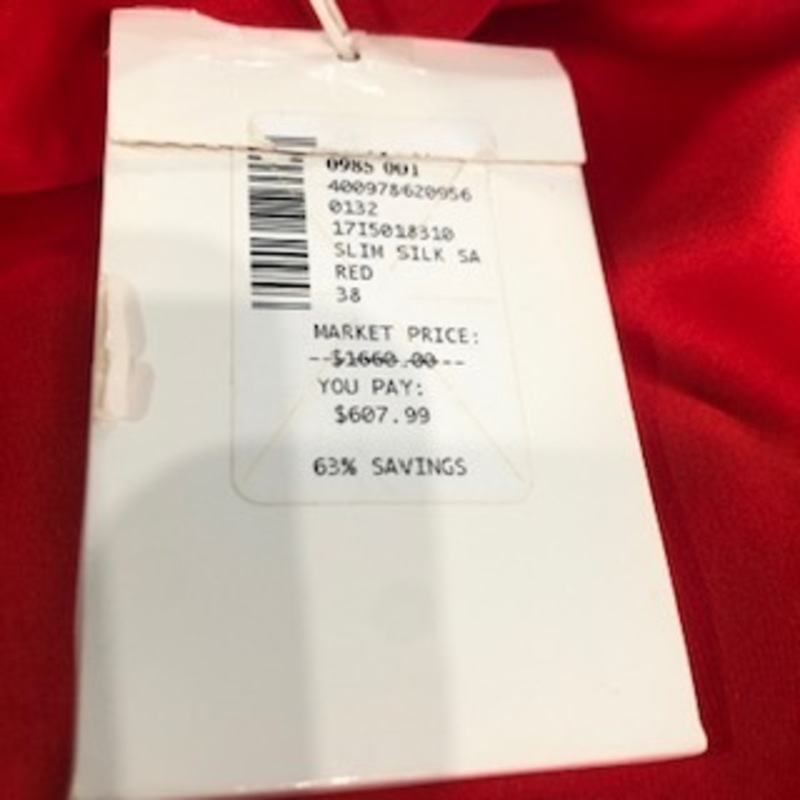 0985 001
400978620956
0132
17I5018310
SLIM SILK SA
RED
38
MARKET PRICE:
--$1660.00--
YOU PAY:
$607.99
63% SAVINGS